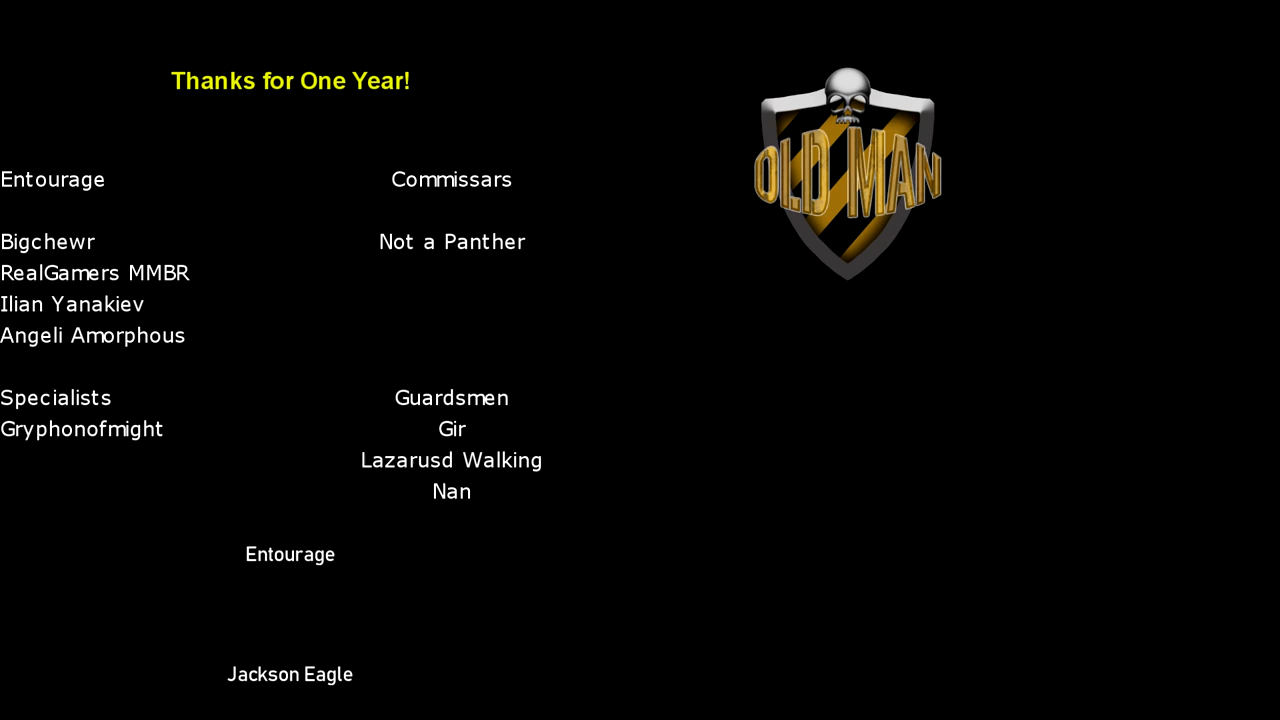 Thanks for One Year!
OLD MAN
Entourage Commissars
Bigchewr Not a Panther
RealGamers MMBR
Ilian Yanakiev
Angeli Amorphous
Specialists Guardsmen
Gryphonofmight Gir
Lazarusd Walking
Nan
Entourage
Jackson Eagle